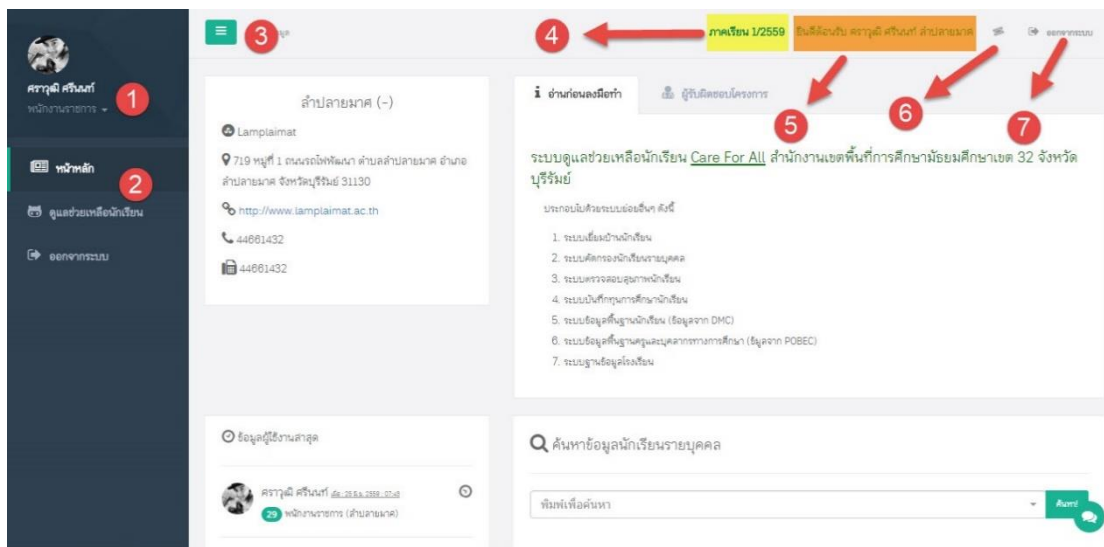 ศราวุฒิ ศรีนนท์
พนักงานราชการ
1
หน้าหลัก
2
ดูแลช่วยเหลือนักเรียน
ออกจากระบบ
3
4
ภาคเรียน 1/2559
ยินดีต้อนรับ ศราวุฒิ ศรีนนท์ ลำปลายมาศ
ออกจากระบบ
5
6
7
ลำปลายมาศ (-)
Lamplaimat
719 หมู่ที่ 1 ถนนรถไฟพัฒนา ตำบลลำปลายมาศ อำเภอ
ลำปลายมาศ จังหวัดบุรีรัมย์ 31130
http://www.lamplaimat.ac.th
44661432
44661432
อ่านก่อนลงมือทำ
ผู้รับผิดชอบโครงการ
ระบบดูแลช่วยเหลือนักเรียน Care For All สำนักงานเขตพื้นที่การศึกษามัธยมศึกษาเขต 32 จังหวัด
บุรีรัมย์
ประกอบไปด้วยระบบย่อยอื่นๆ ดังนี้
1. ระบบเยี่ยมบ้านนักเรียน
2. ระบบคัดกรองนักเรียนรายบุคคล
3. ระบบตรวจสอบสุขภาพนักเรียน
4. ระบบบันทึกทุนการศึกษานักเรียน
5. ระบบข้อมูลพื้นฐานนักเรียน (ข้อมูลจาก DMC)
6. ระบบข้อมูลพื้นฐานครูและบุคลากรทางการศึกษา (ข้มูลจาก POBEC)
7. ระบบฐานข้อมูลโรงเรียน
ข้อมูลผู้ใช้งานล่าสุด
ศราวุฒิ ศรีนนท์
29 พนักงานราชการ (ลำปลายมาศ)
ค้นหาข้อมูลนักเรียนรายบุคคล
พิมพ์เพื่อค้นหา
ค้นหา!